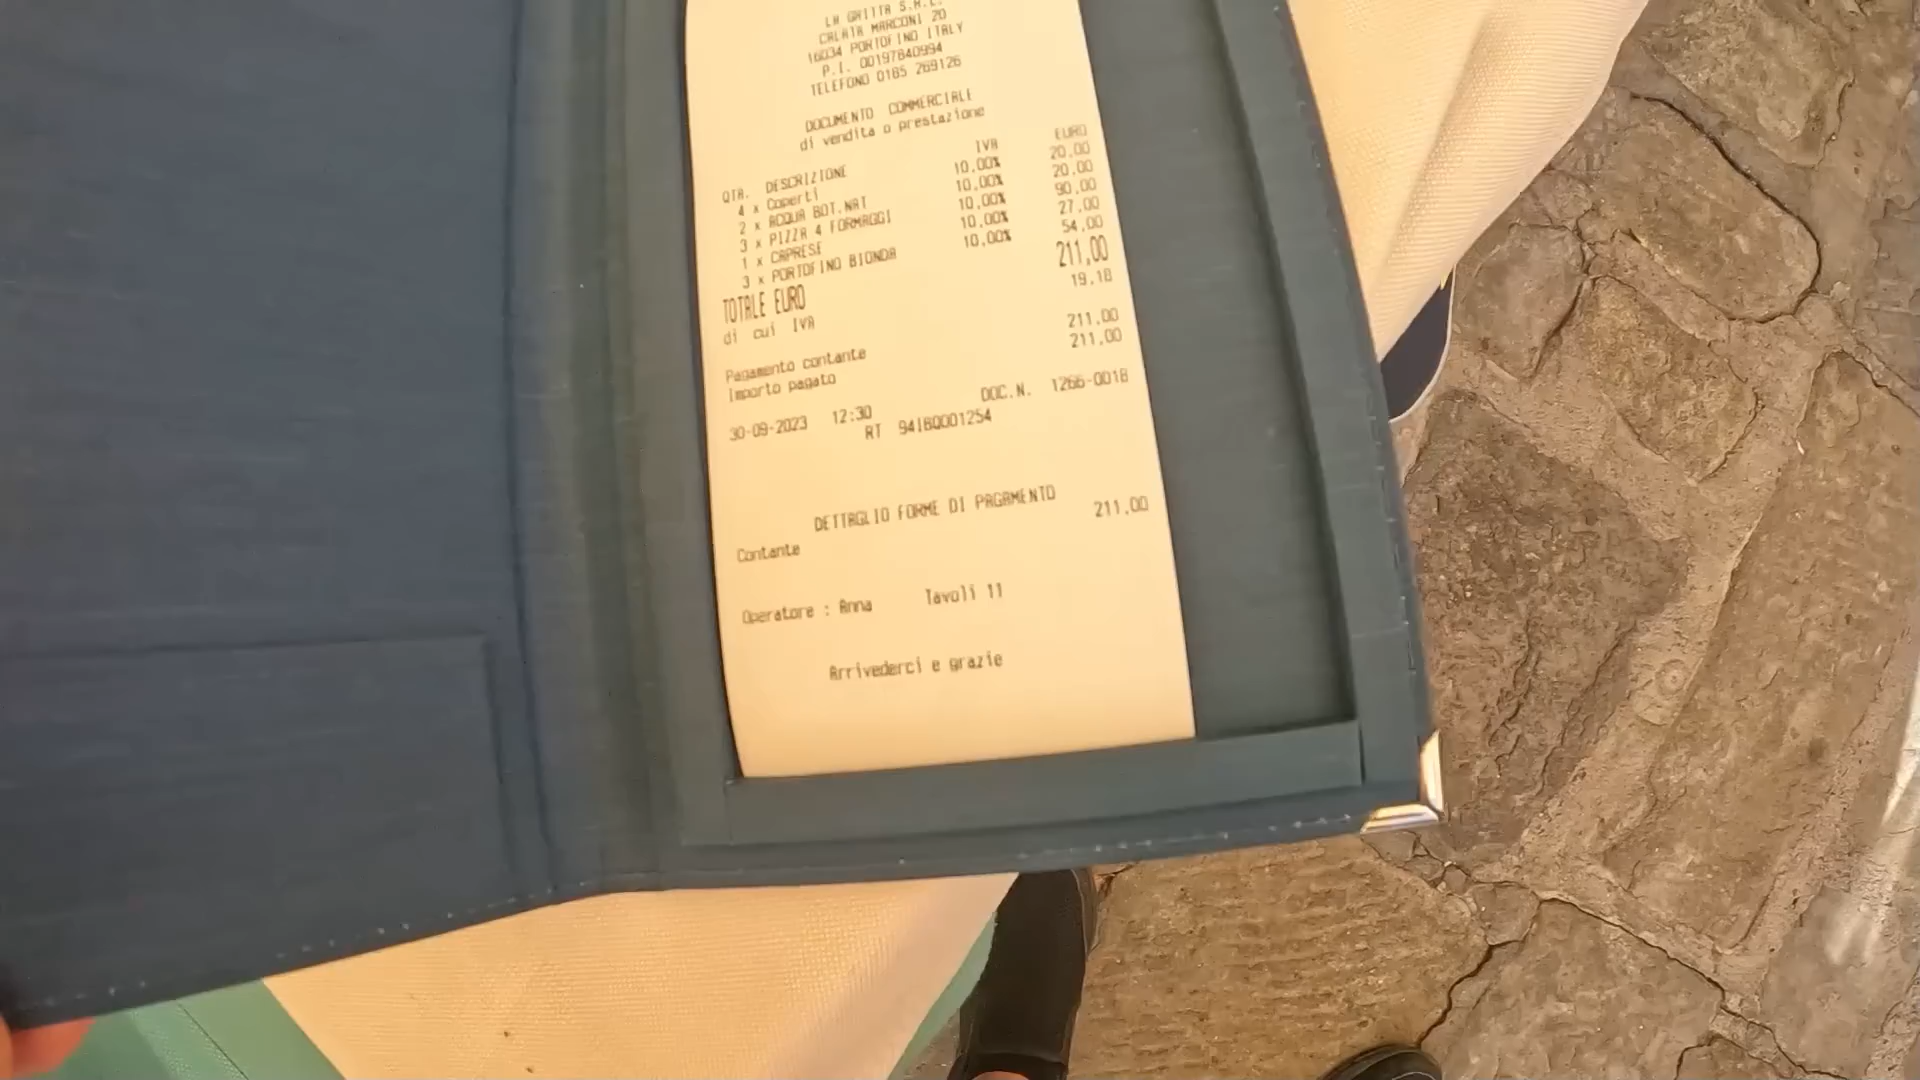 LA GRITTA S.R.L.
CALATA MARCONI 20
16034 PORTOFINO ITALY
P.I. 00197840994
TELEFONO 0185 269126
DOCUMENTO COMMERCIALE
di vendita o prestazione
QTA. DESCRIZIONE IVA EURO
4 x Coperti 10,00% 20,00
2 x ACQUA BOT.NAT 10,00% 20,00
3 x PIZZA 4 FORMAGGI 10,00% 90,00
1 x CAPRESE 10,00% 27,00
3 x PORTOFINO BIONDA 10,00% 54,00
TOTALE EURO 211,00
di cui IVA 19,18
Pagamento contante 211,00
Importo pagato 211,00
30-09-2023 12:30 DOC.N. 1266-0018
RT 94IBQ001254
DETTAGLIO FORME DI PAGAMENTO
Contante 211,00
Operatore : Anna Tavoli 11
Arrivederci e grazie